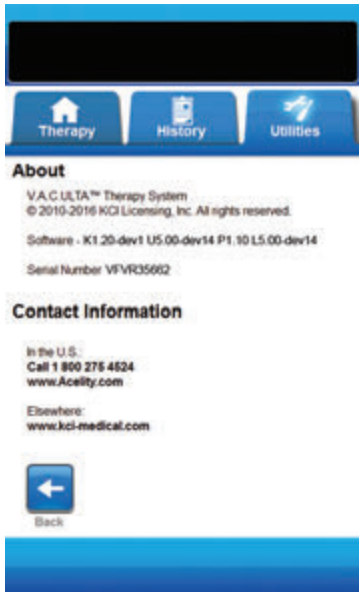 Therapy
History
Utilities
About
V.A.C.ULTA™ Therapy System
© 2010-2016 KCI Licensing, Inc. All rights reserved.
Software - K1.20-dev1 U5.00-dev14 P1.10 L5.00-dev14
Serial Number VFVR35662
Contact Information
In the U.S.:
Call 1 800 275 4524
www.Acelity.com
Elsewhere:
www.kci-medical.com
Back